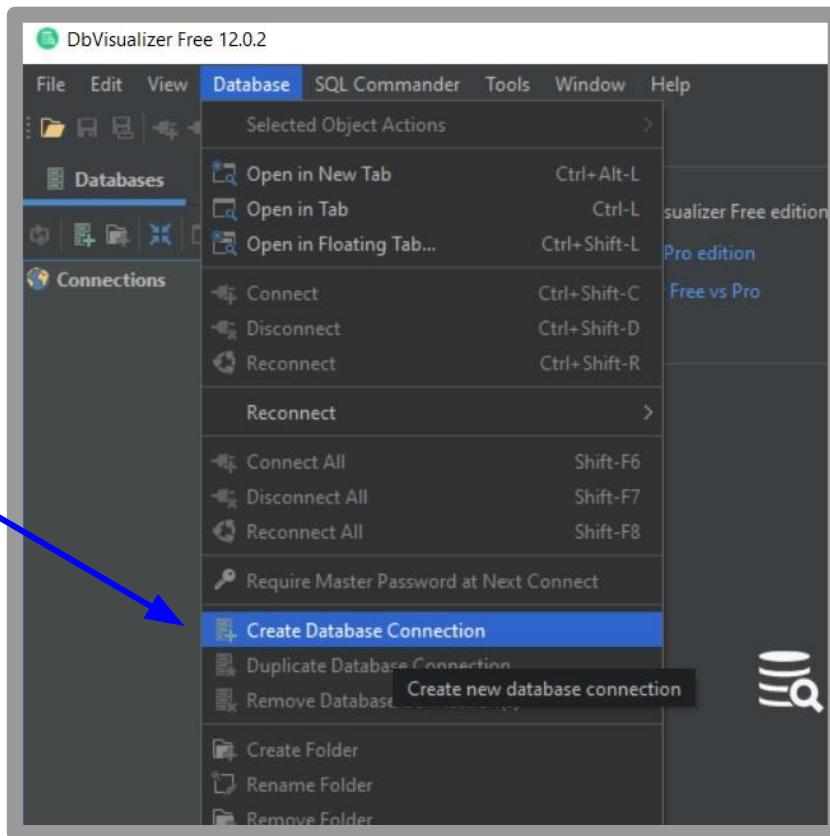 DbVisualizer Free 12.0.2
File Edit View Database SQL Commander Tools Window Help
Selected Object Actions
Databases
Open in New Tab Ctrl+Alt-L
Open in Tab Ctrl-L
sualizer Free edition
Open in Floating Tab... Ctrl+Shift-L
Pro edition
Connections
Connect Ctrl+Shift-C
Free vs Pro
Disconnect Ctrl+Shift-D
Reconnect Ctrl+Shift-R
Reconnect
Connect All Shift-F6
Disconnect All Shift-F7
Reconnect All Shift-F8
Require Master Password at Next Connect
Create Database Connection
Duplicate Database Connection
Create new database connection
Remove Database
Create Folder
Rename Folder
Remove Folder